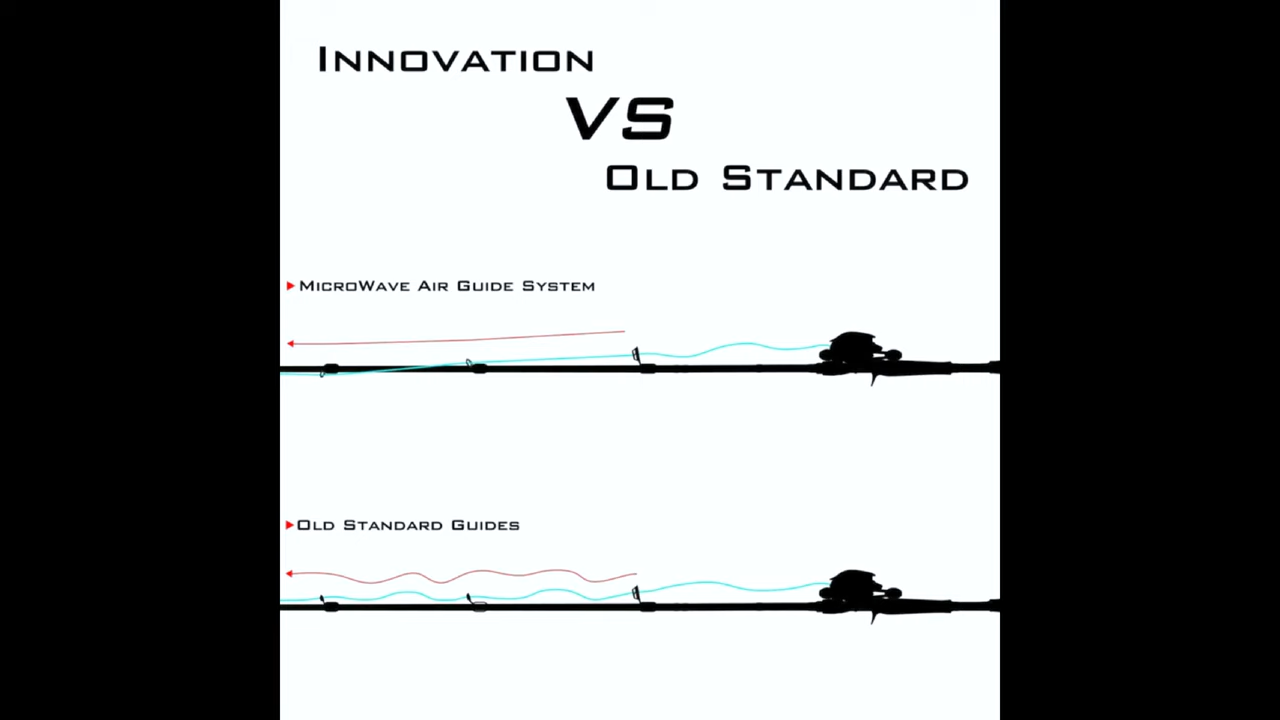 Innovation
VS
Old Standard
MicroWave Air Guide System
Old Standard Guides